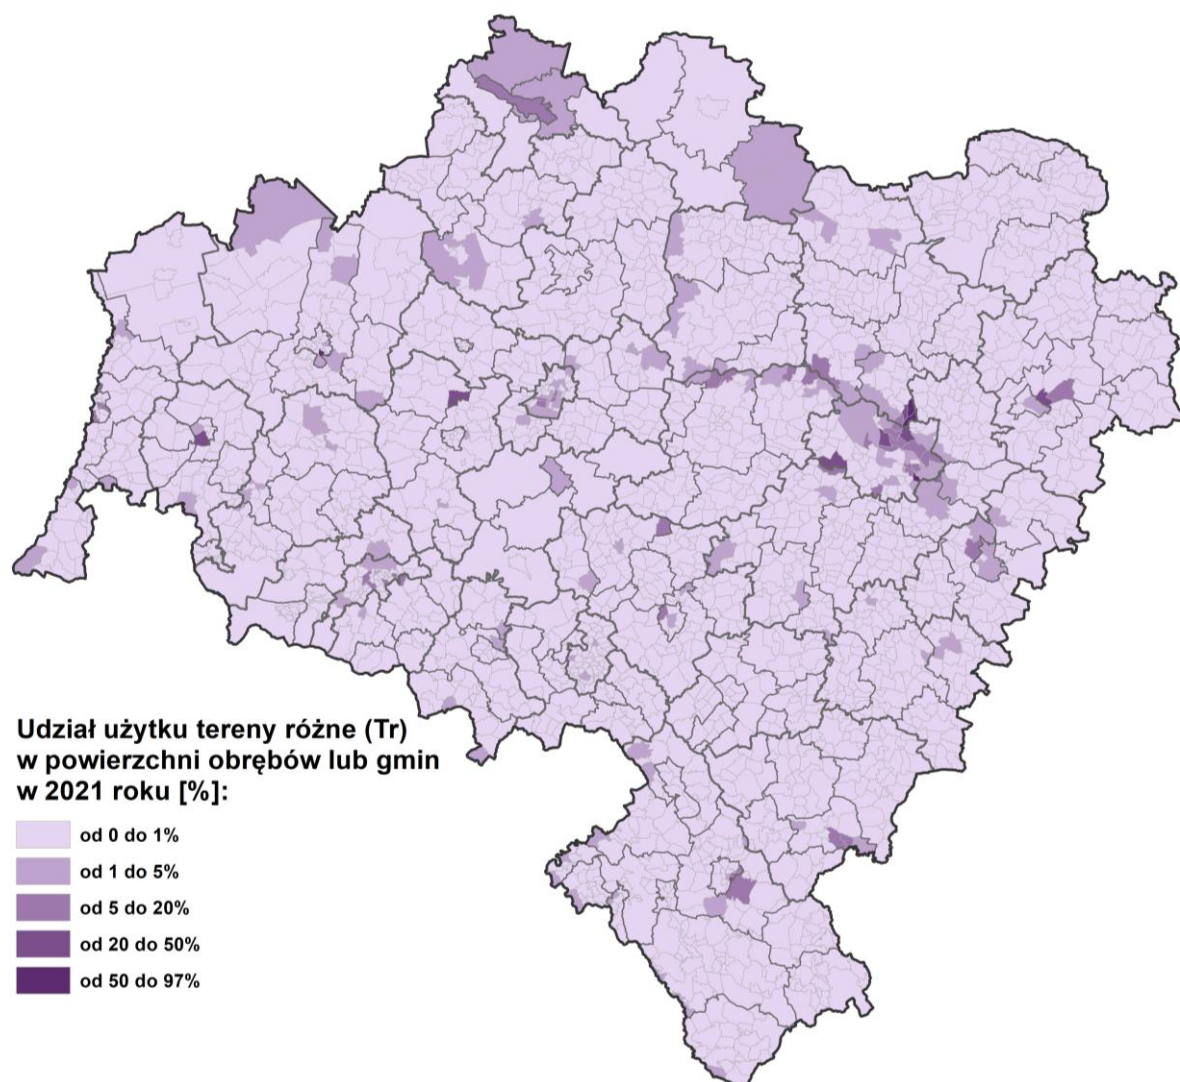 Udział użytku tereny różne (Tr)
w powierzchni obrębów lub gmin
w 2021 roku [%]:
od 0 do 1%
od 1 do 5%
od 5 do 20%
od 20 do 50%
od 50 do 97%